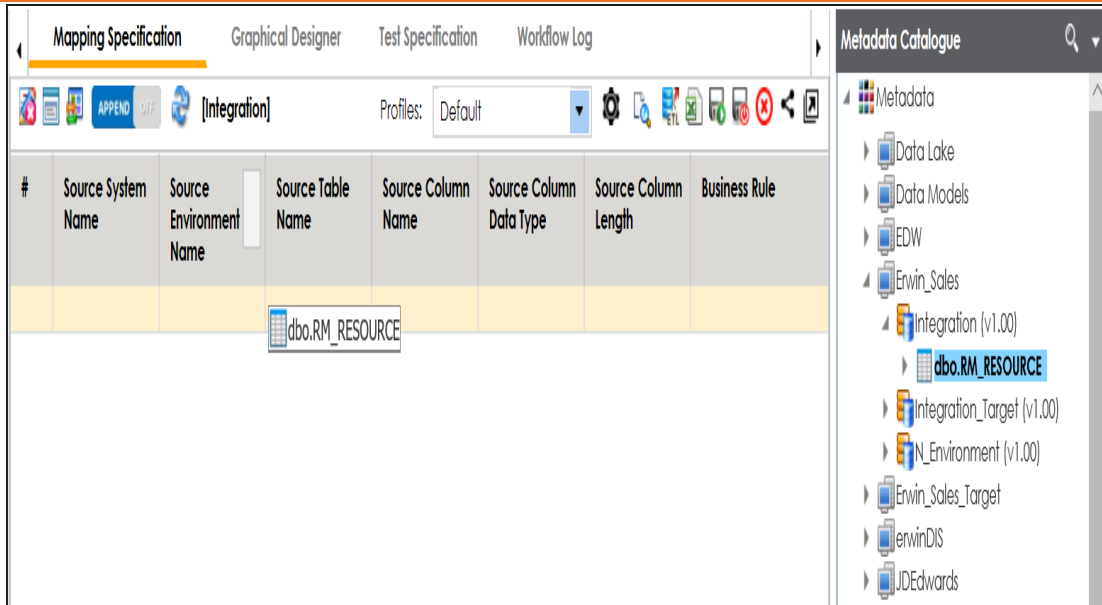 Mapping Specification Graphical Designer Test Specification Workflow Log
APPEND OFF [Integration] Profiles: Default ETL
# Source System Name Source Environment Name Source Table Name Source Column Name Source Column Data Type Source Column Length Business Rule
dbo.RM_RESOURCE
Metadata Catalogue
Metadata
Data Lake
Data Models
EDW
Erwin_Sales
Integration (v1.00)
dbo.RM_RESOURCE
Integration_Target (v1.00)
N_Environment (v1.00)
Erwin_Sales_Target
erwinDIS
JDEdwards